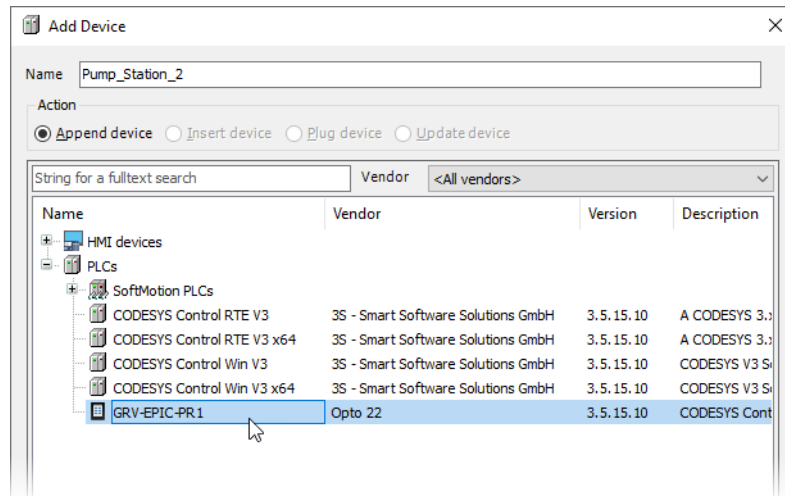 Add Device
Name Pump_Station_2
Action
Append device Insert device Plug device Update device
String for a fulltext search Vendor <All vendors>
Name Vendor Version Description
HMI devices
PLCs
SoftMotion PLCs
CODESYS Control RTE V3 3S - Smart Software Solutions GmbH 3.5.15.10 A CODESYS 3.
CODESYS Control RTE V3 x64 3S - Smart Software Solutions GmbH 3.5.15.10 A CODESYS 3.
CODESYS Control Win V3 3S - Smart Software Solutions GmbH 3.5.15.10 CODESYS V3 S
CODESYS Control Win V3 x64 3S - Smart Software Solutions GmbH 3.5.15.10 CODESYS V3 S
GRV-EPIC-PR1 Opto 22 3.5.15.10 CODESYS Cont